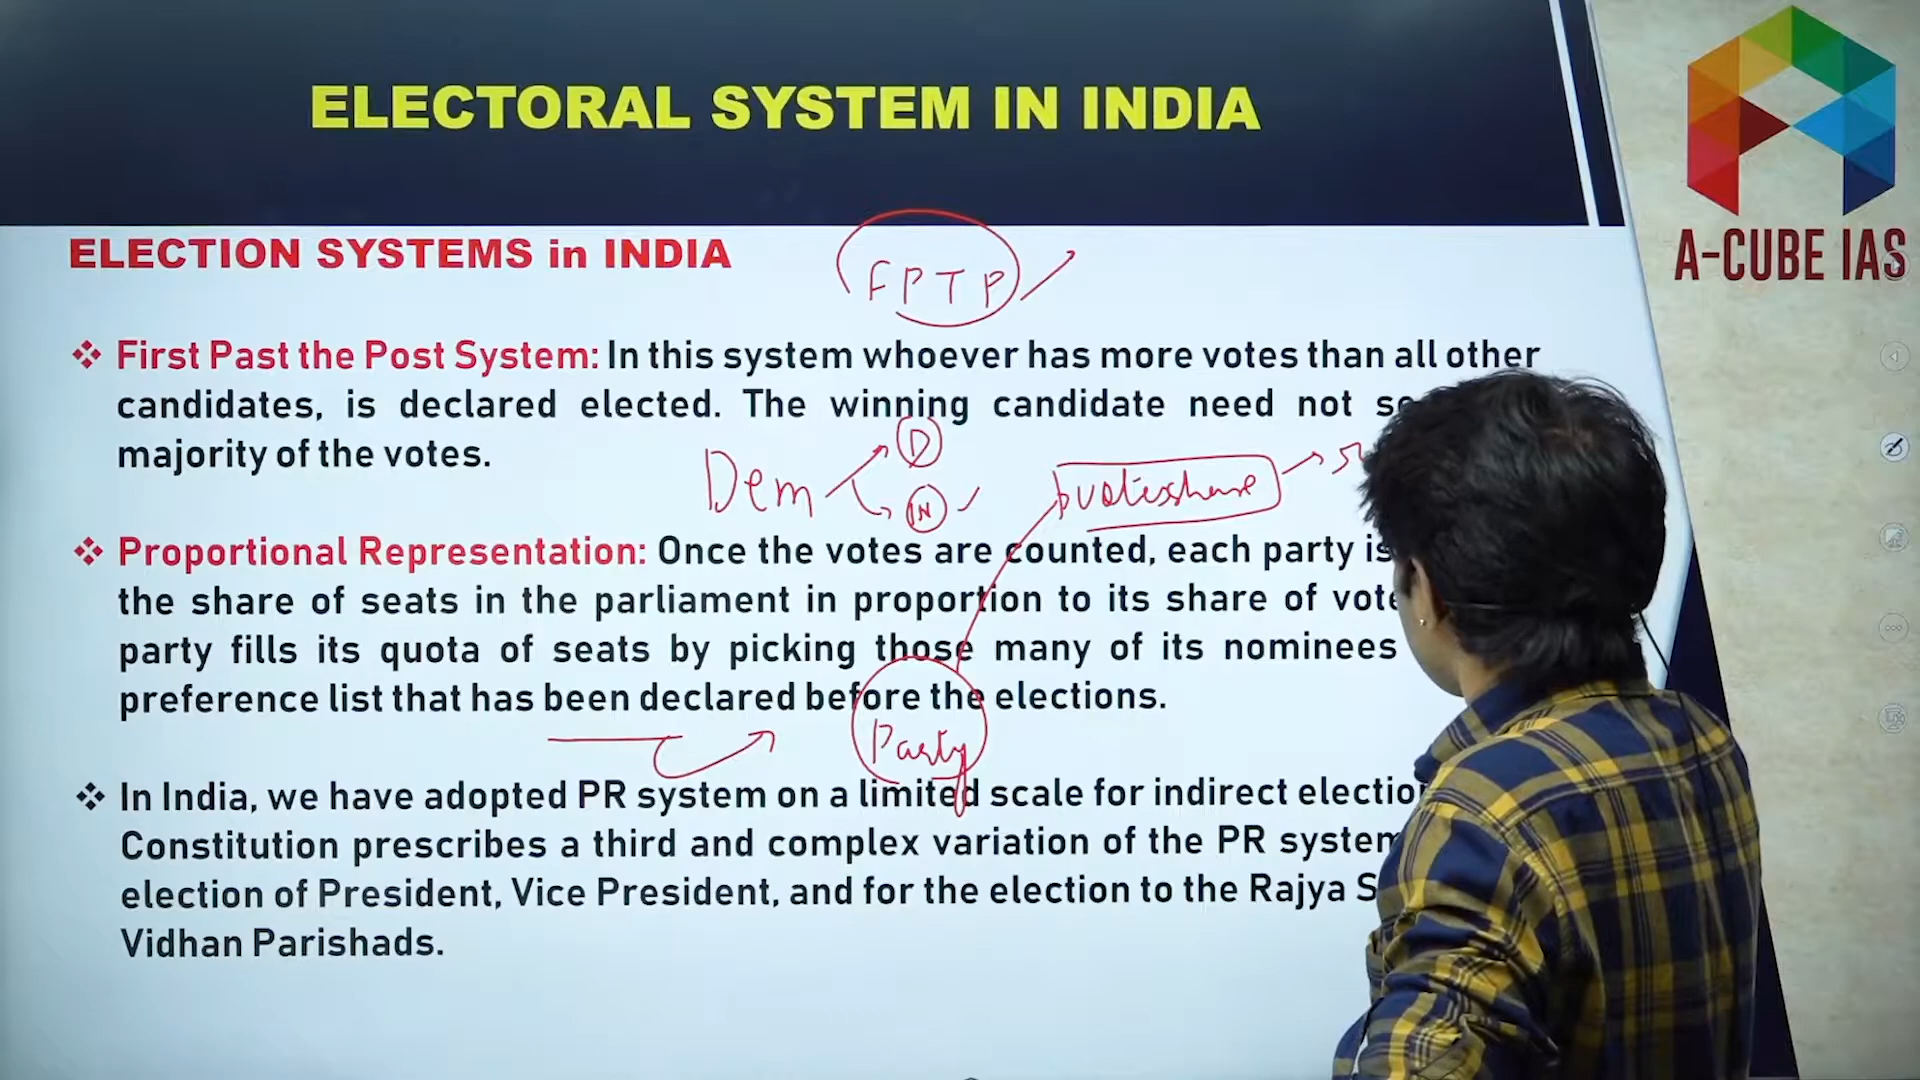 ELECTORAL SYSTEM IN INDIA
A-CUBE IAS
ELECTION SYSTEMS in INDIA
FPTP
❖ First Past the Post System: In this system whoever has more votes than all other
candidates, is declared elected. The winning candidate need not
majority of the votes.
D
Dem
IN
voteshare
❖ Proportional Representation: Once the votes are counted, each party is
the share of seats in the parliament in proportion to its share of
party fills its quota of seats by picking those many of its nominees
preference list that has been declared before the elections.
Party
❖ In India, we have adopted PR system on a limited scale for indirect
Constitution prescribes a third and complex variation of the PR
election of President, Vice President, and for the election to the Rajya
Vidhan Parishads.